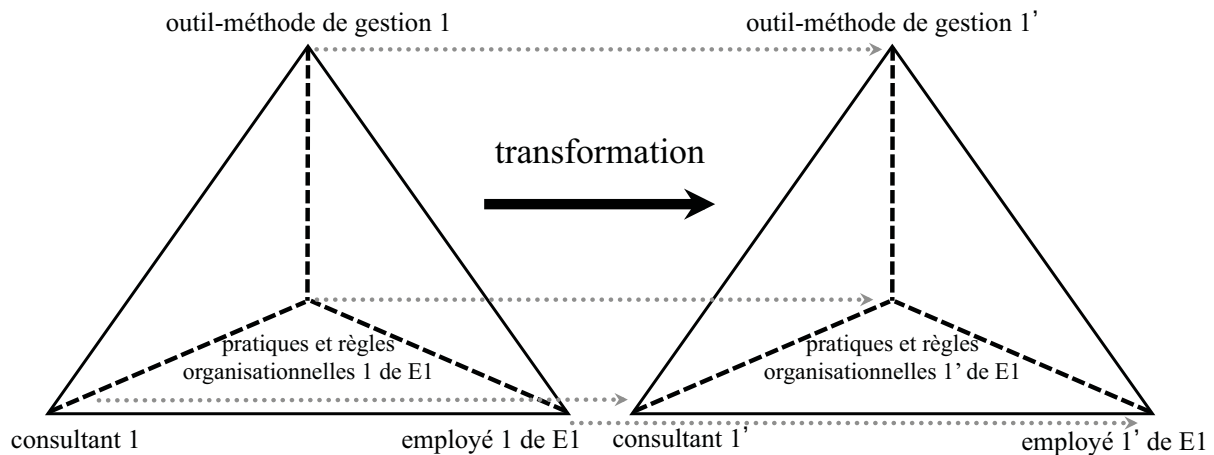 outil-méthode de gestion 1
outil-méthode de gestion 1’
transformation
pratiques et règles
organisationnelles 1 de E1
pratiques et règles
organisationnelles 1’ de E1
consultant 1
employé 1 de E1
consultant 1’
employé 1’ de E1